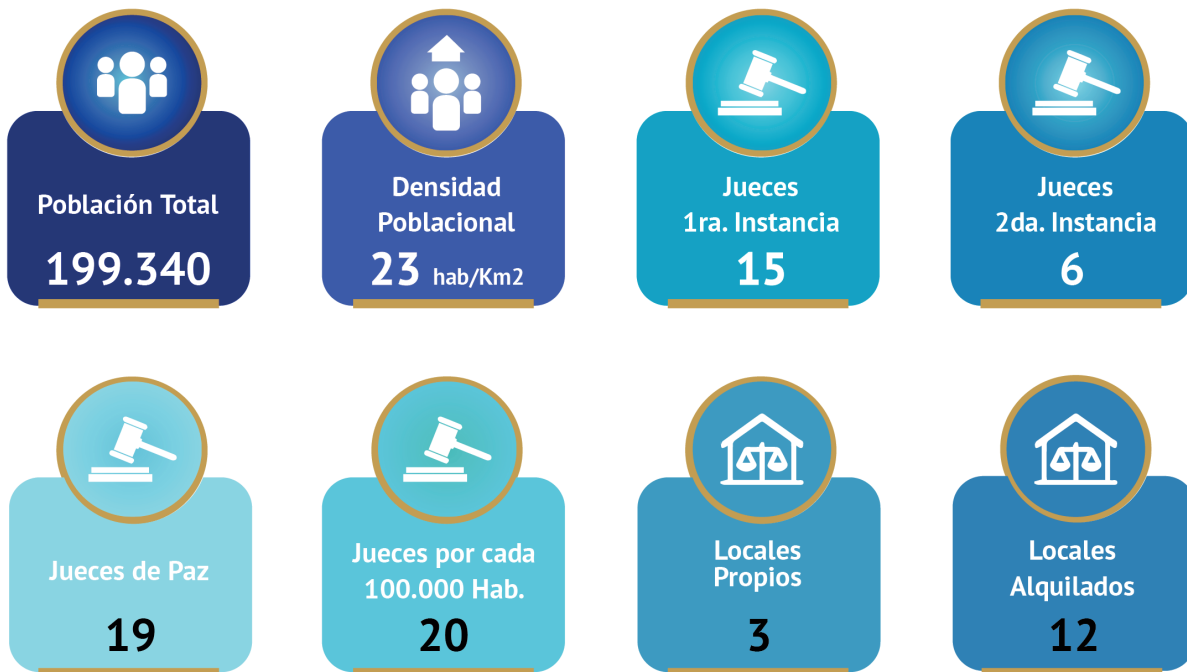 Población Total
199.340
Densidad
Poblacional
23 hab/Km2
Jueces
1ra. Instancia
15
Jueces
2da. Instancia
6
Jueces de Paz
19
Jueces por cada
100.000 Hab.
20
Locales
Propios
3
Locales
Alquilados
12